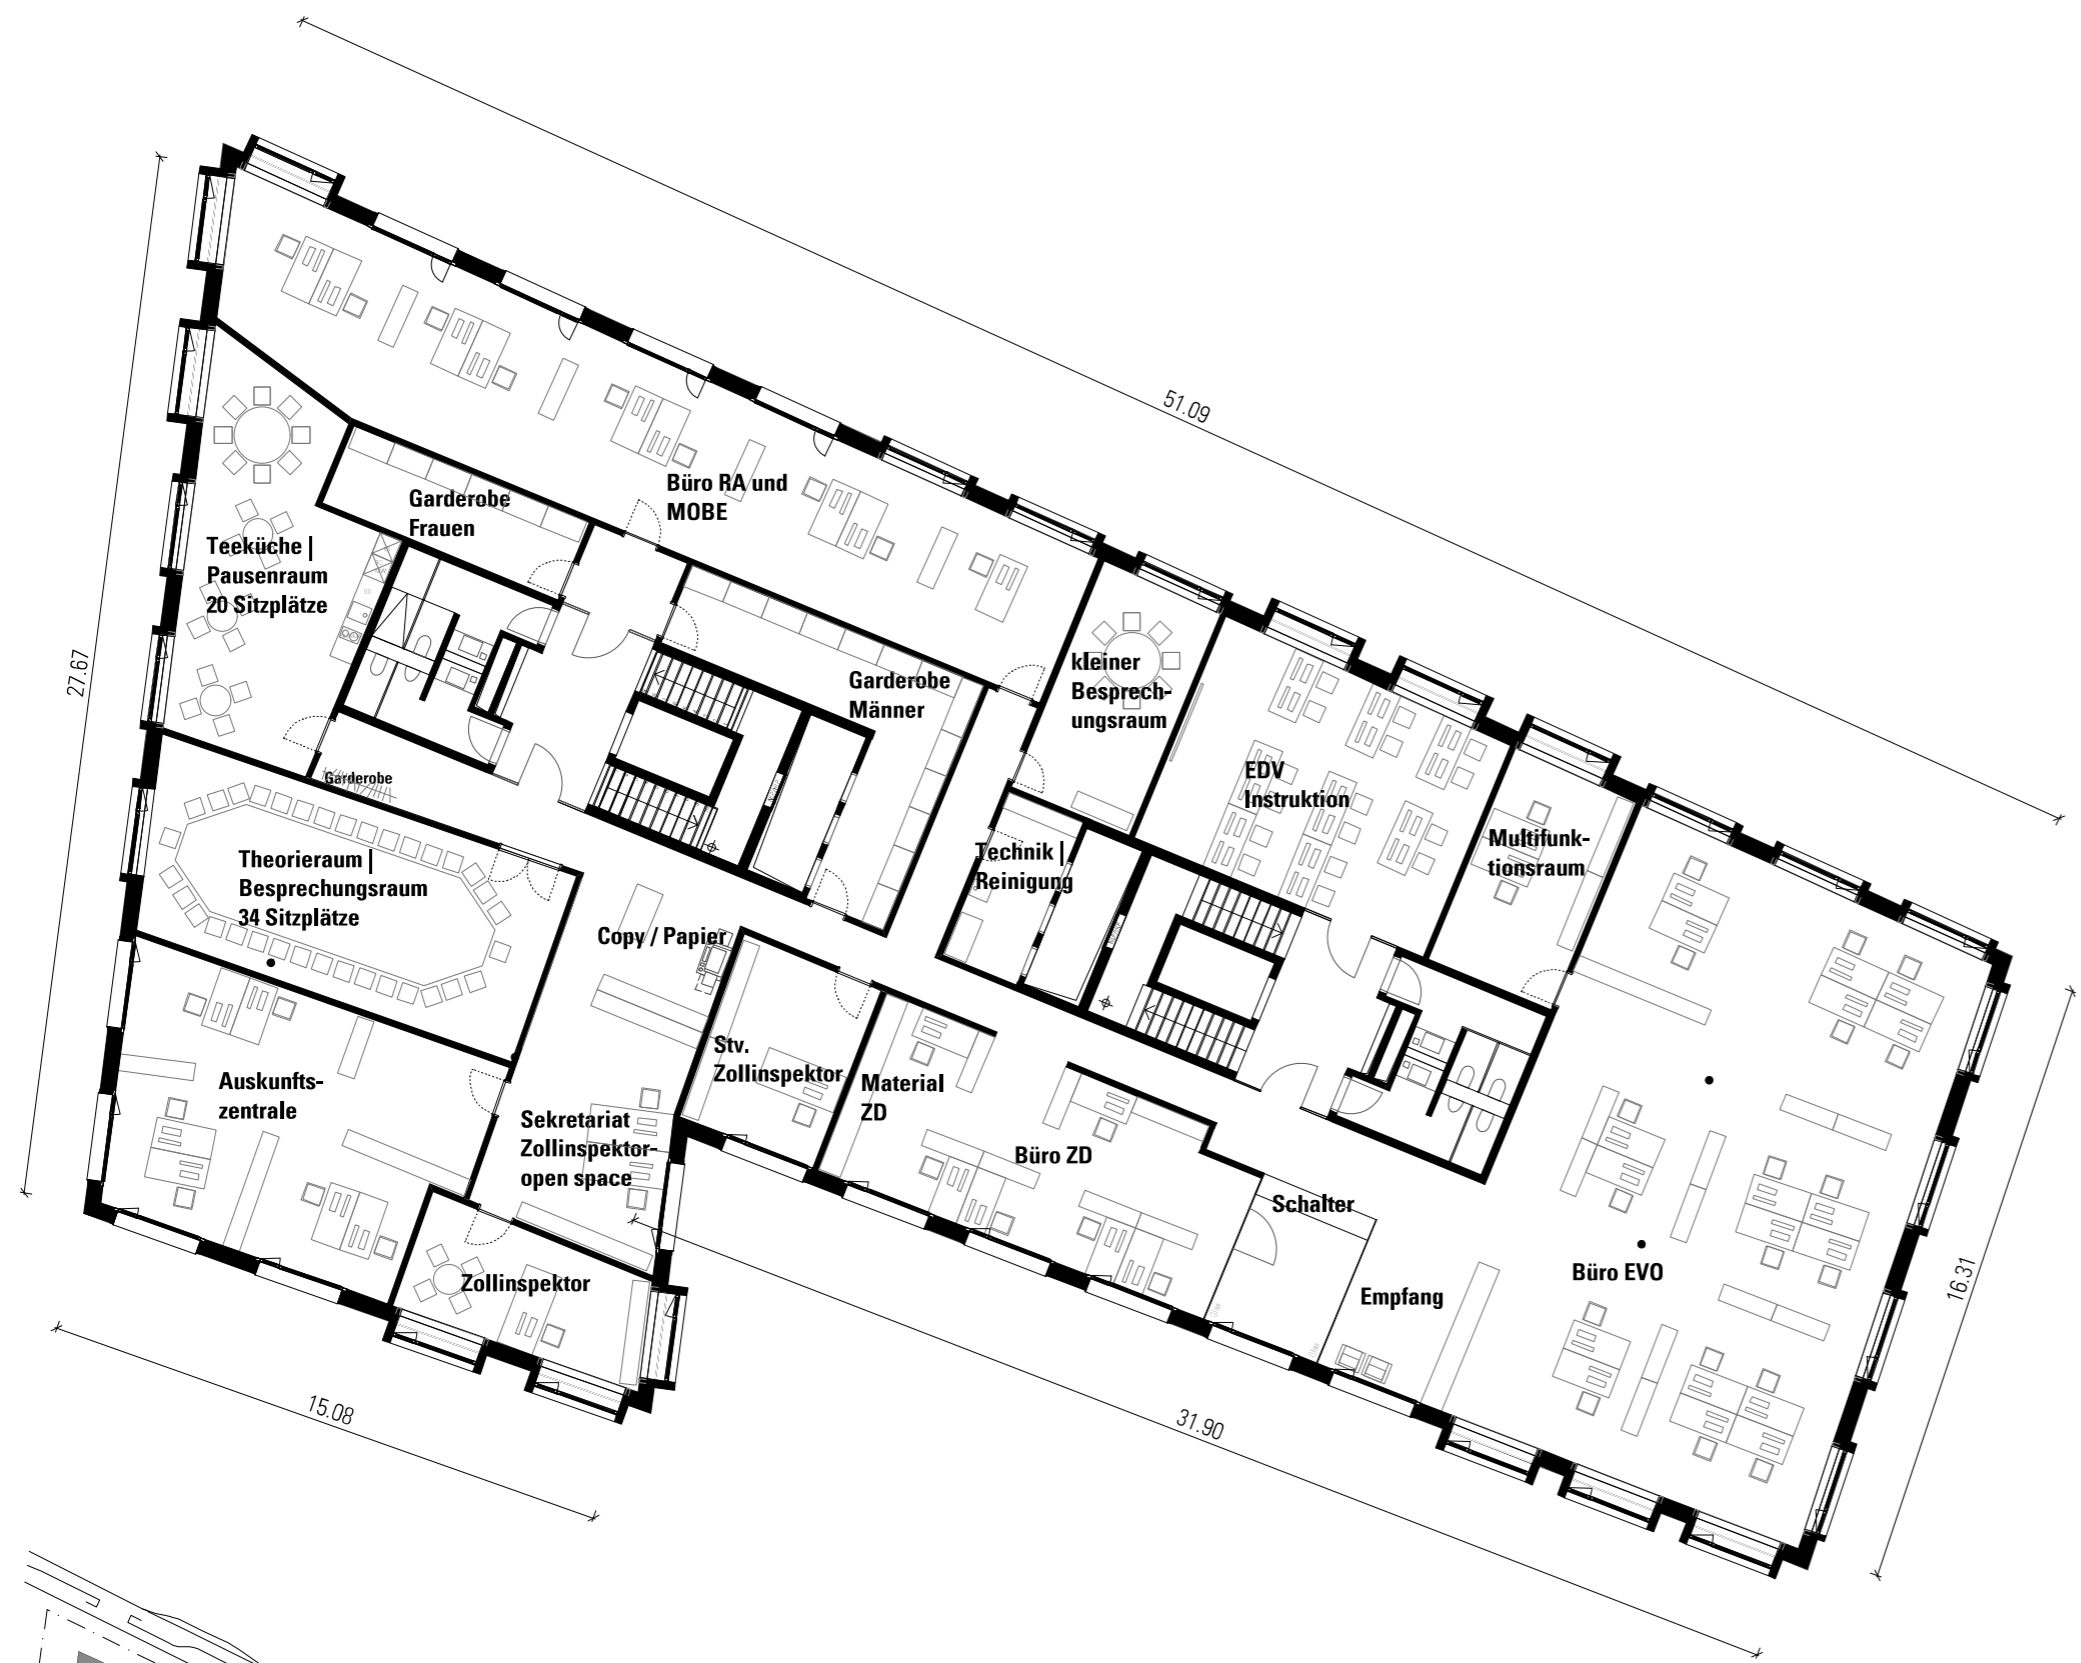 51.09
Büro RA und
MOBE
Garderobe
Frauen
Teeküche |
Pausenraum
20 Sitzplätze
27.67
kleiner
Besprech-
ungsraum
Garderobe
Männer
EDV
Instruktion
Garderobe
Multifunk-
tionsraum
Theorieraum |
Besprechungsraum
34 Sitzplätze
Technik |
Reinigung
Copy / Papier
Stv.
Zollinspektor
Auskunfts-
zentrale
Material
ZD
Sekretariat
Zollinspektor-
open space
Büro ZD
Schalter
Büro EVO
Zollinspektor
Empfang
16.31
15.08
31.90